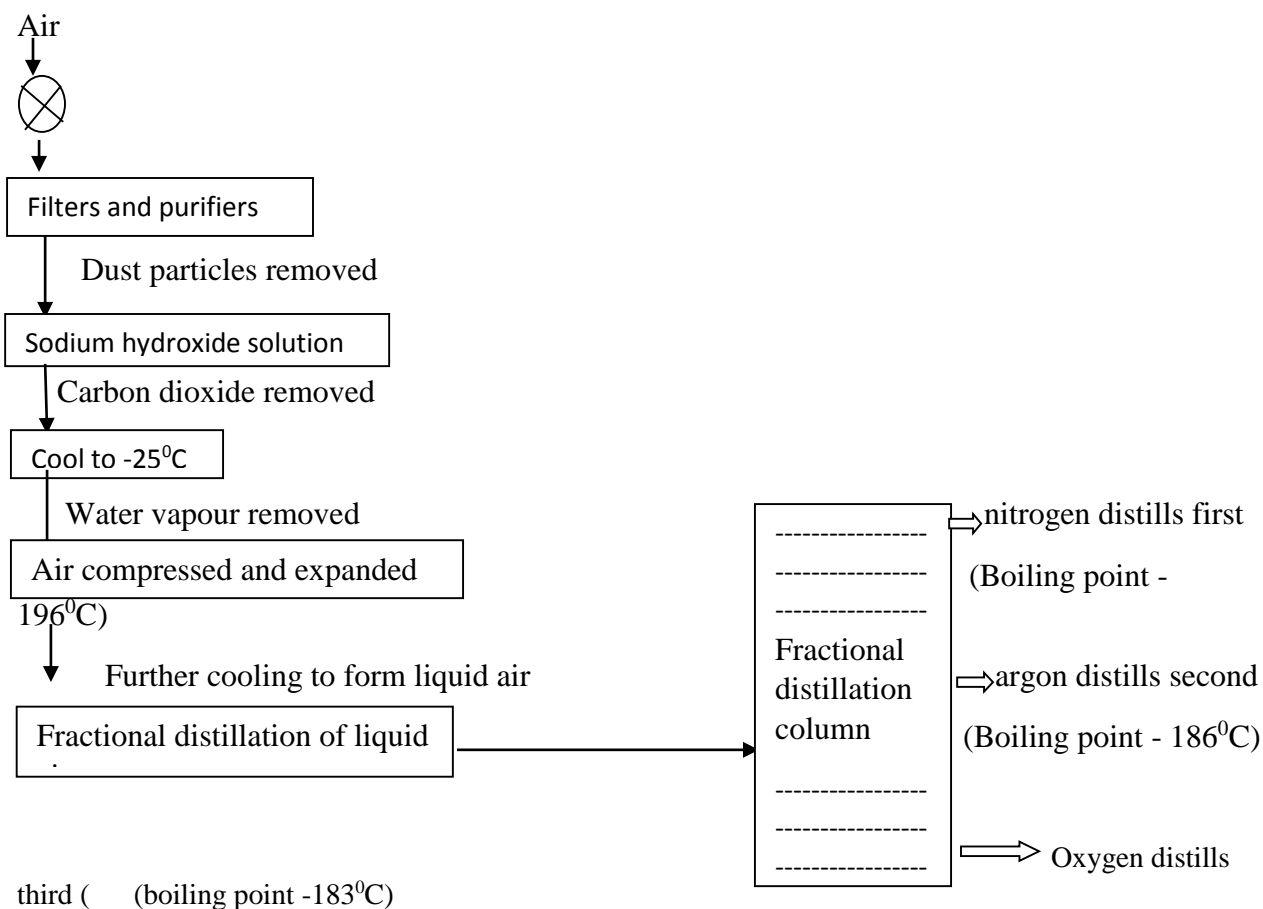 Air
Filters and purifiers
Dust particles removed
Sodium hydroxide solution
Carbon dioxide removed
Cool to -25⁰C
Water vapour removed
Air compressed and expanded
196⁰C)
Further cooling to form liquid air
Fractional distillation of liquid
Fractional
distillation
column
nitrogen distills first
(Boiling point -
argon distills second
(Boiling point - 186⁰C)
Oxygen distills
third ( (boiling point -183⁰C)